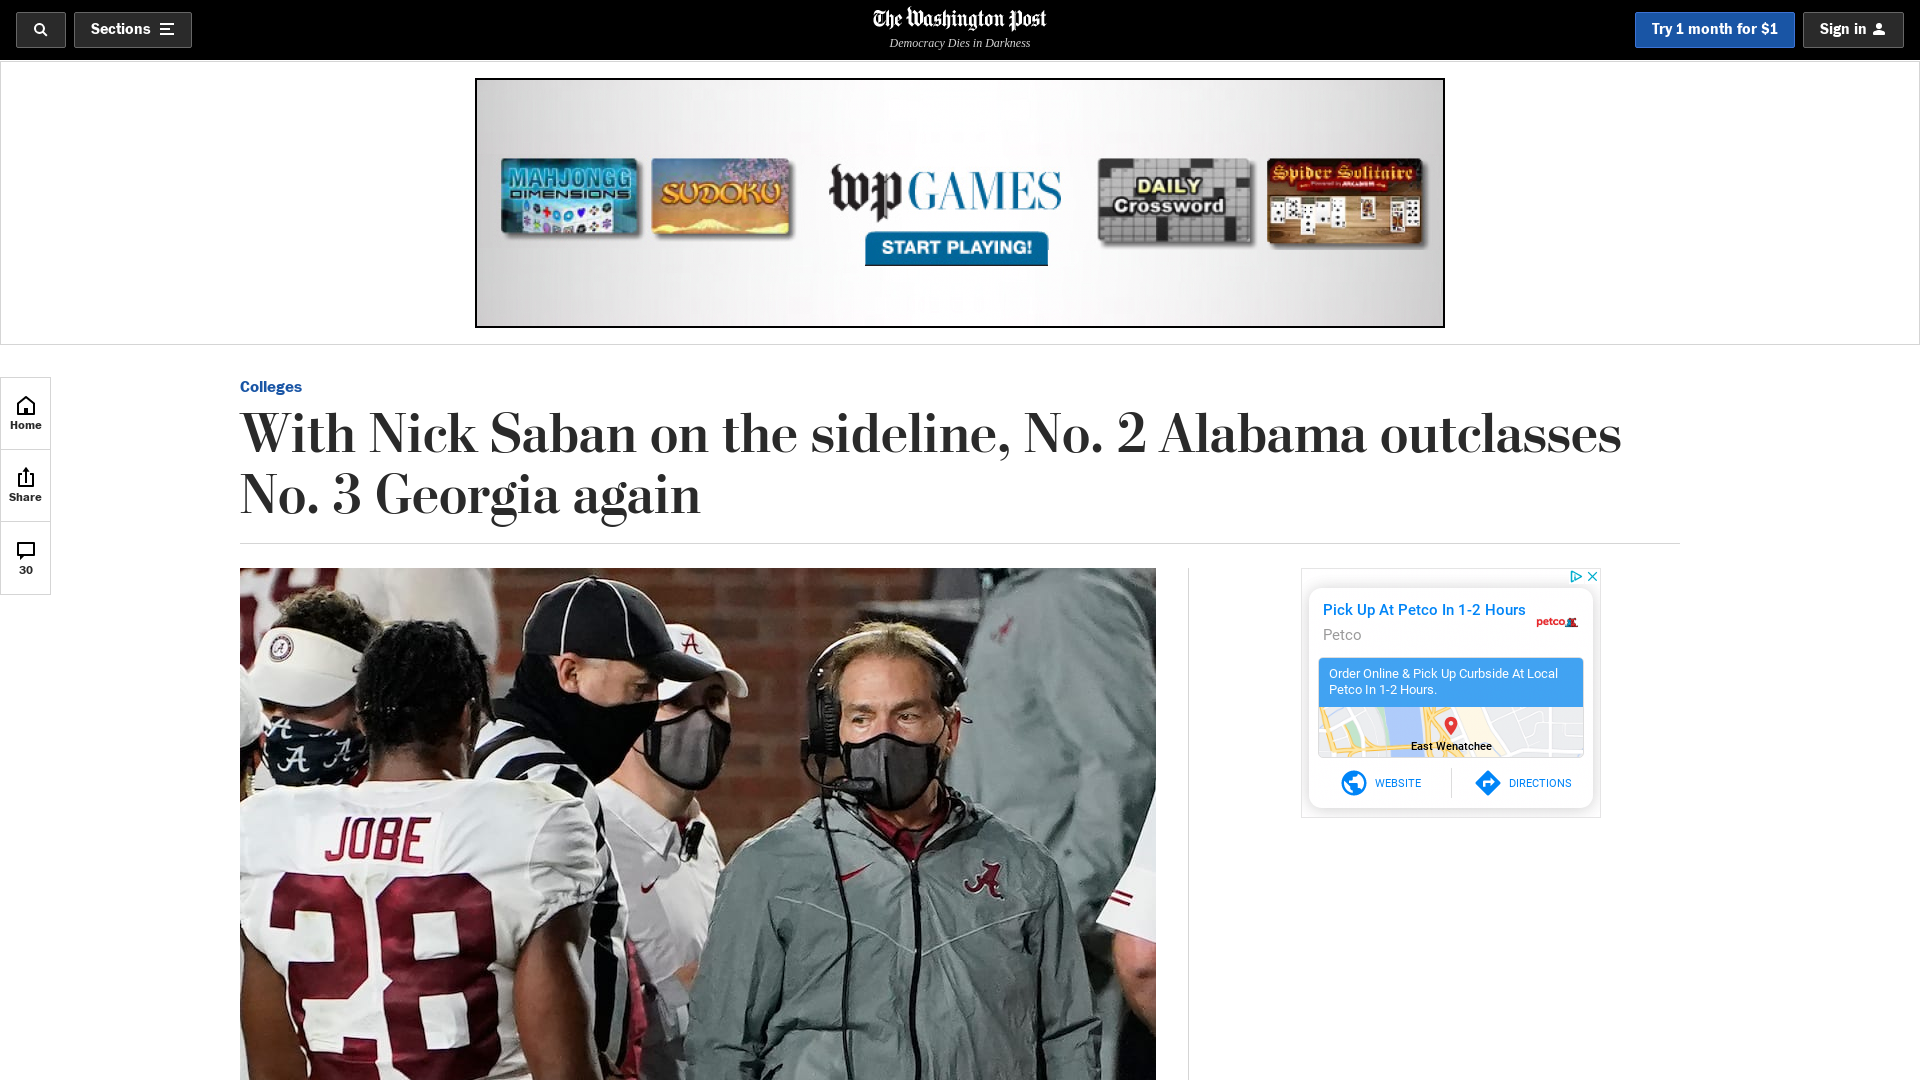 Sections
The Washington Post
Democracy Dies in Darkness
Try 1 month for $1
Sign in
MAHJONGG
DIMENSIONS
SUDOKU
wp GAMES
START PLAYING!
DAILY
Crossword
Spider Solitaire
Home
Share
30
Colleges
With Nick Saban on the sideline, No. 2 Alabama outclasses
No. 3 Georgia again
A
A
A
JOBE
28
A
Pick Up At Petco In 1-2 Hours
Petco
petco
Order Online & Pick Up Curbside At Local
Petco In 1-2 Hours.
East Wenatchee
WEBSITE
DIRECTIONS